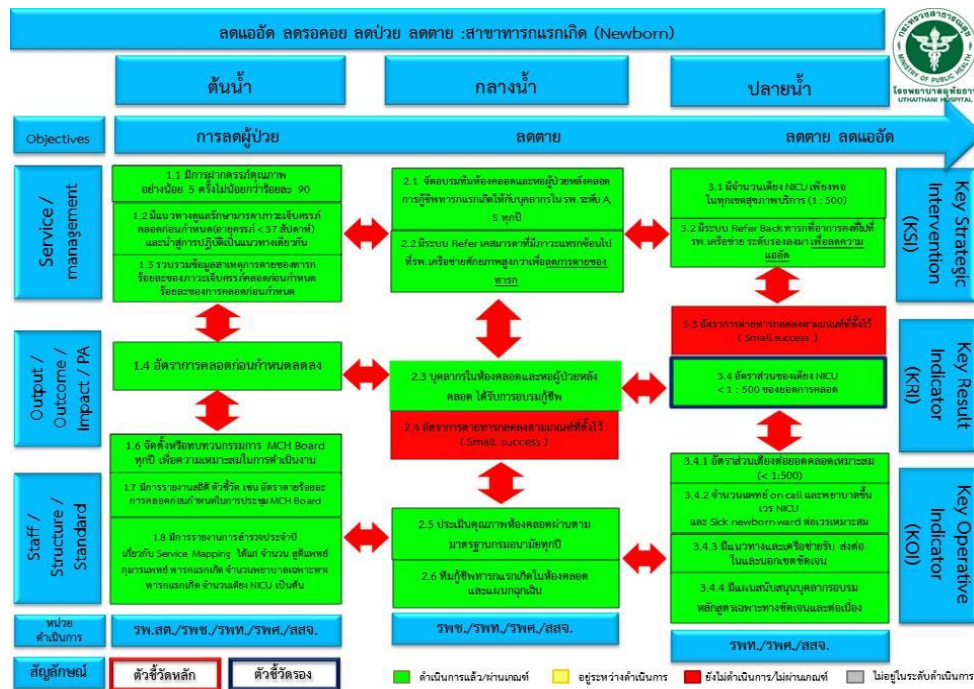 ลดแออัด ลดรอคอย ลดป่วย ลดตาย :สาขาทารกแรกเกิด (Newborn)
กระทรวงสาธารณสุข
MINISTRY OF PUBLIC HEALTH
โรงพยาบาลอุทัยธานี
UTHAITHANI HOSPITAL
ต้นน้ำ
กลางน้ำ
ปลายน้ำ
Objectives
การลดผู้ป่วย
ลดตาย
ลดตาย ลดแออัด
Service /
management
1.1 มีการฝากครรภ์คุณภาพ
อย่างน้อย 5 ครั้งไม่น้อยกว่าร้อยละ 90
1.2 มีแนวทางดูแลรักษามารดาภาวะเจ็บครรภ์
คลอดก่อนกำหนด(อายุครรภ์ < 37 สัปดาห์)
และนำสู่การปฏิบัติเป็นแนวทางเดียวกัน
1.3 รวบรวมข้อมูลสาเหตุการตายของทารก
ร้อยละของภาวะเจ็บครรภ์คลอดก่อนกำหนด
ร้อยละของการคลอดก่อนกำหนด
2.1 จัดอบรมทีมห้องคลอดและหอผู้ป่วยหลังคลอด
การกู้ชีพทารกแรกเกิดให้กับบุคลากรใน รพ. ระดับ A,
S ทุกปี
2.2 มีระบบ Refer เคสมารดาที่มีภาวะแทรกซ้อนไปที่
รพ.เครือข่ายศักยภาพสูงกว่าเพื่อลดการตายของ
ทารก
3.1 มีจำนวนเตียง NICU เพียงพอ
ในทุกเขตสุขภาพบริการ (1 : 500)
3.2 มีระบบ Refer Back ทารกที่อาการคงที่ไปที่
รพ.เครือข่าย ระดับรองลงมา เพื่อลดความ
แออัด
Key Strategic
Intervention
(KSI)
Output /
Outcome /
Impact / PA
1.4 อัตราการคลอดก่อนกำหนดลดลง
2.3 บุคลากรในห้องคลอดและหอผู้ป่วยหลัง
คลอด ได้รับการอบรมกู้ชีพ
2.4 อัตราการตายทารกลดลงตามเกณฑ์ที่ตั้งไว้
( Small success )
3.3 อัตราการตายทารกลดลงตามเกณฑ์ที่ตั้งไว้
( Small success )
3.4 อัตราส่วนของเตียง NICU
< 1 : 500 ของยอดการคลอด
Key Result
Indicator
(KRI)
Staff /
Structure /
Standard
1.6 จัดตั้งหรือทบทวนกรรมการ MCH Board
ทุกปี เพื่อความเหมาะสมในการดำเนินงาน
1.7 มีการรายงานสถิติ ตัวชี้วัด เช่น อัตราตายร้อยละ
การคลอดก่อนกำหนดในการประชุม MCH Board
1.8 มีการรายงานการสำรวจประจำปี
เกี่ยวกับ Service Mapping ได้แก่ จำนวน สูติแพทย์
กุมารแพทย์ ทารกแรกเกิด จำนวนพยาบาลเฉพาะทาง
ทารกแรกเกิด จำนวนเตียง NICU เป็นต้น
2.5 ประเมินคุณภาพห้องคลอดผ่านตาม
มาตรฐานกรมอนามัยทุกปี
2.6 ทีมกู้ชีพทารกแรกเกิดในห้องคลอด
และแผนกฉุกเฉิน
3.4.1 อัตราส่วนเตียงต่อยอดคลอดเหมาะสม
(< 1:500)
3.4.2 จำนวนแพทย์ on call และพยาบาลขึ้น
เวร NICU
และ Sick newborn ward ต่อเวรเหมาะสม
3.4.3 มีแนวทางและเครือข่ายรับ ส่งต่อ
ในและนอกเขตชัดเจน
3.4.4 มีแผนสนับสนุนบุคลากรอบรม
หลักสูตรเฉพาะทางชัดเจนและต่อเนื่อง
Key Operative
Indicator
(KOI)
หน่วย
ดำเนินการ
รพ.สต./รพช./รพท./รพศ./สสจ.
รพช./รพท./รพศ./สสจ.
รพท./รพศ./สสจ.
สัญลักษณ์
ตัวชี้วัดหลัก
ตัวชี้วัดรอง
ดำเนินการแล้ว/ผ่านเกณฑ์
อยู่ระหว่างดำเนินการ
ยังไม่ดำเนินการ/ไม่ผ่านเกณฑ์
ไม่อยู่ในระดับดำเนินการ